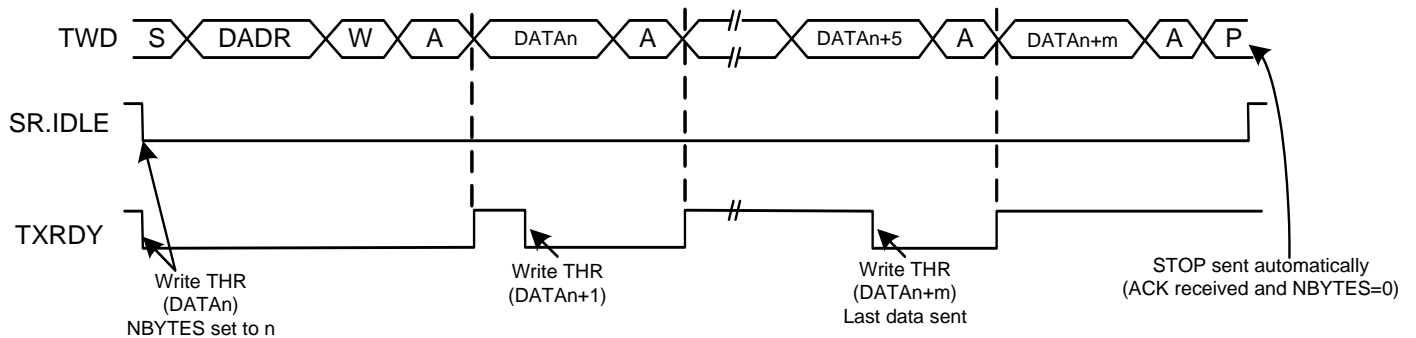 TWD S DADR W A DATAn A // DATAn+5 A DATAn+m A P
SR.IDLE
TXRDY //
Write THR
(DATAn)
NBYTES set to n
Write THR
(DATAn+1)
Write THR
(DATAn+m)
Last data sent
STOP sent automatically
(ACK received and NBYTES=0)